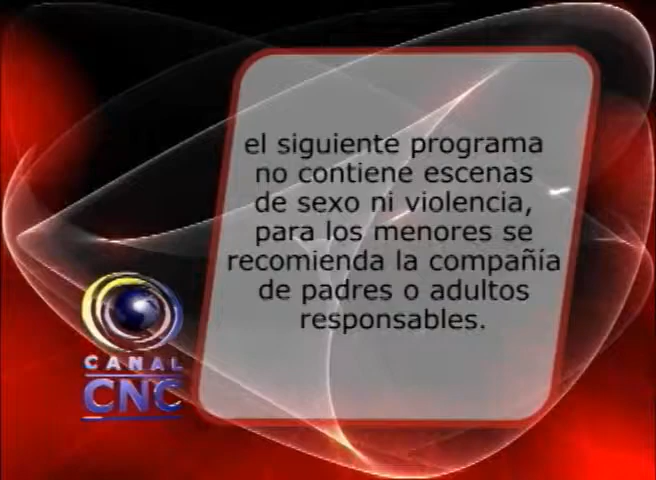 el siguiente programa
no contiene escenas
de sexo ni violencia,
para los menores se
recomienda la compañía
de padres o adultos
responsables.
CANAL
CNC